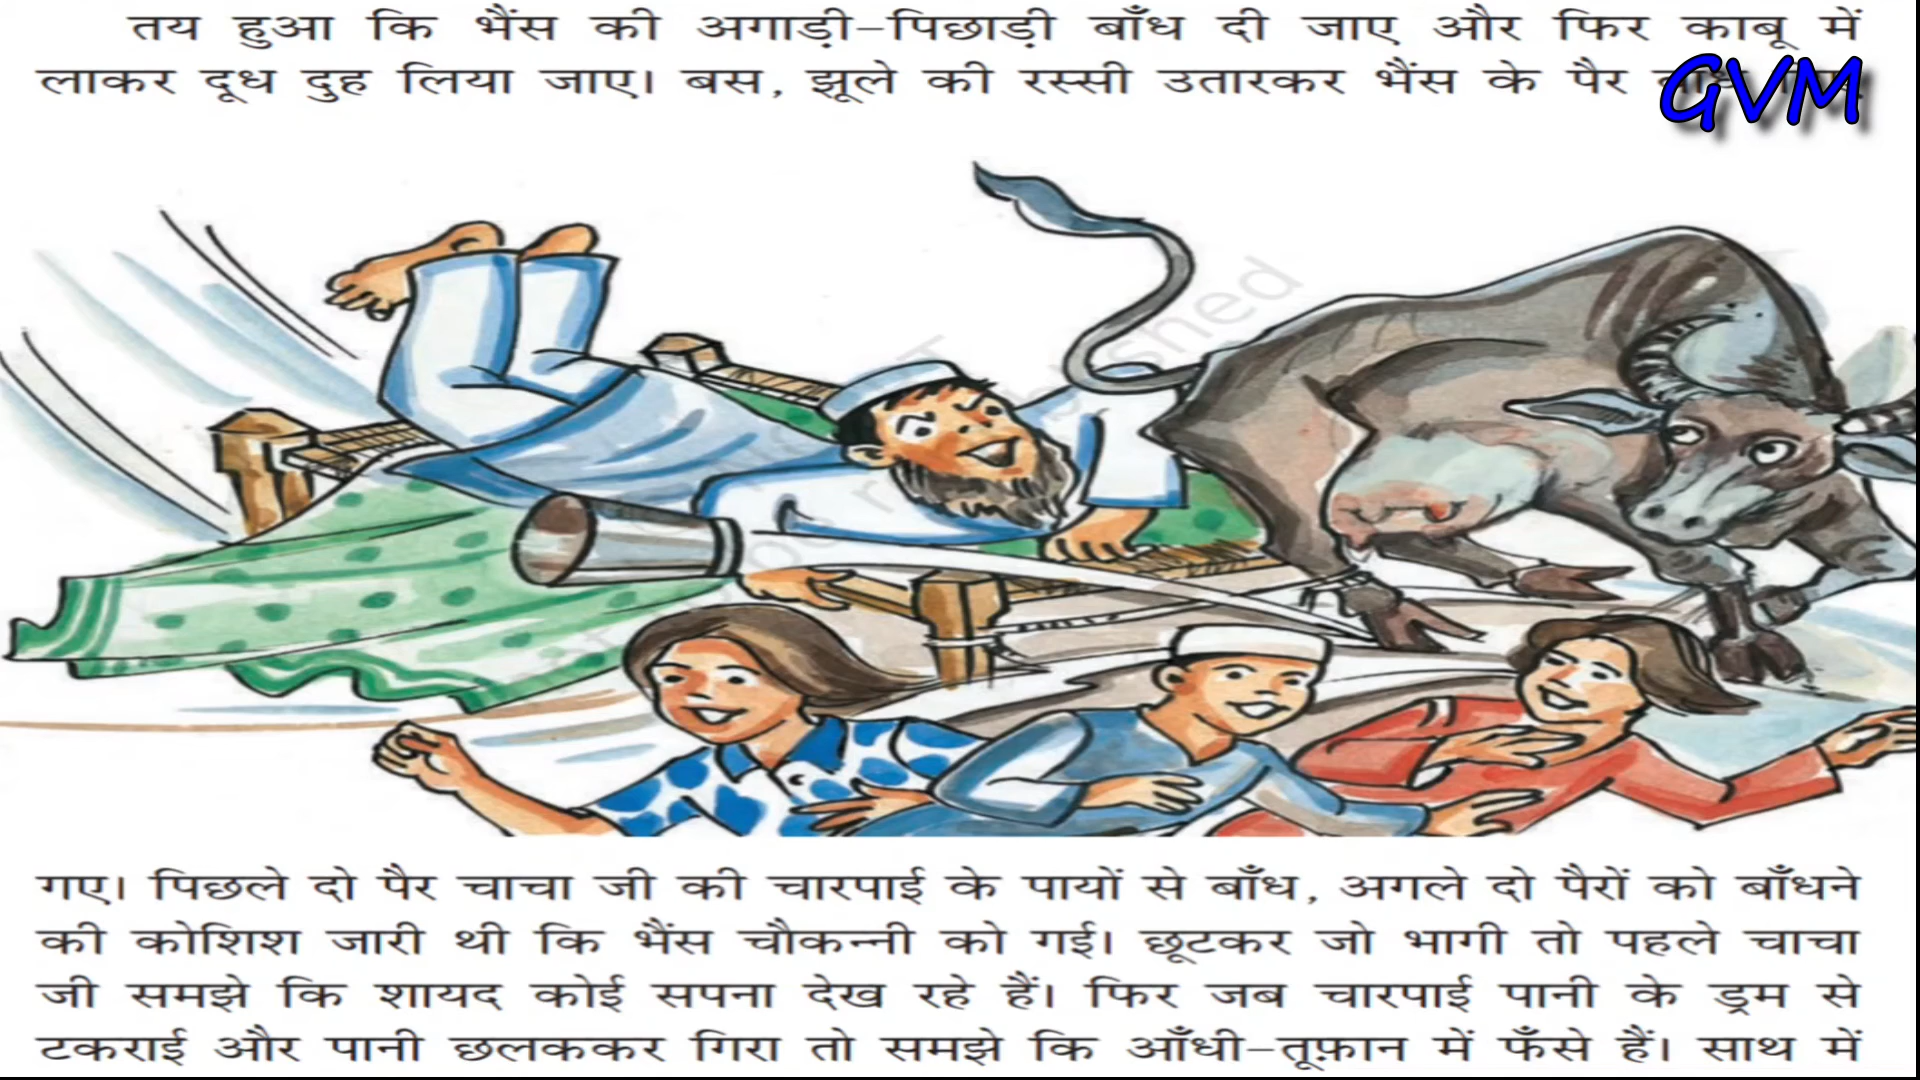 तय हुआ कि भैंस की अगाड़ी-पिछाड़ी बाँध दी जाए और फिर काबू में
लाकर दूध दुह लिया जाए। बस, झूले की रस्सी उतारकर भैंस के पैर
GVM
गए। पिछले दो पैर चाचा जी की चारपाई के पायों से बाँध, अगले दो पैरों को बाँधने
की कोशिश जारी थी कि भैंस चौकन्नी को गई। छूटकर जो भागी तो पहले चाचा
जी समझे कि शायद कोई सपना देख रहे हैं। फिर जब चारपाई पानी के ड्रम से
टकराई और पानी छलककर गिरा तो समझे कि आँधी-तूफ़ान में फँसे हैं। साथ में